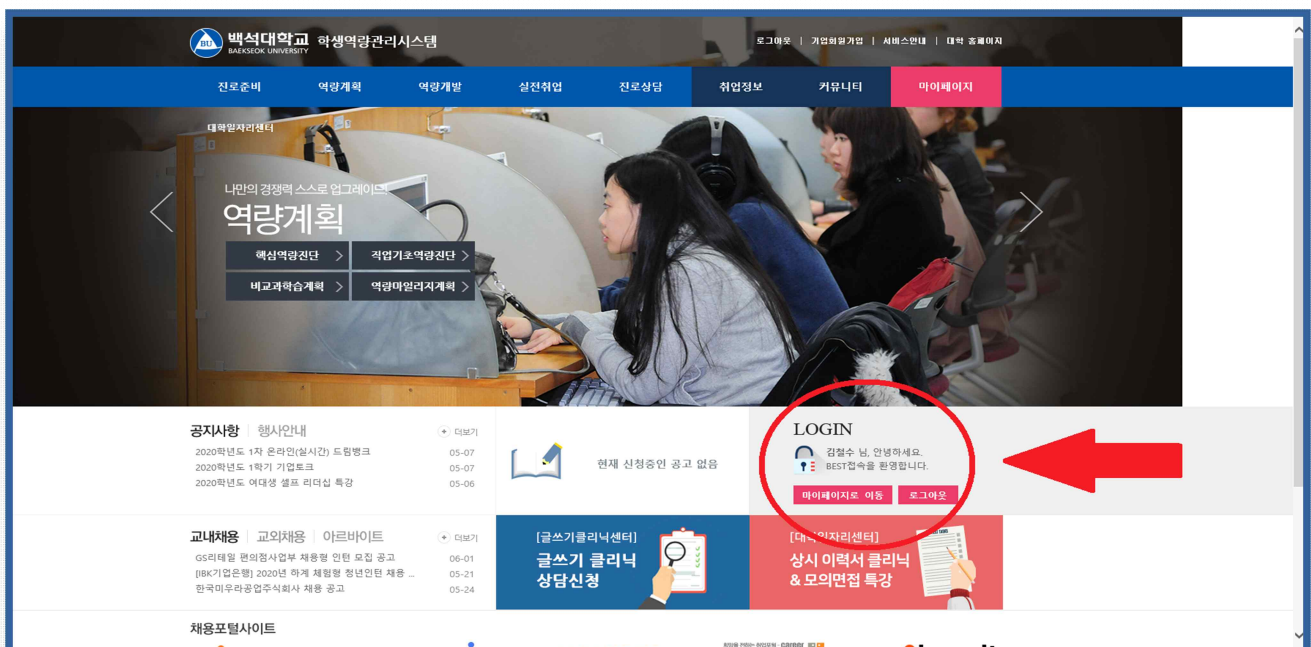 BU 백석대학교 학생역량관리시스템
BAEKSEOK UNIVERSITY
로그아웃 | 기업회원가입 | 서비스안내 | 대학 홈페이지
진로준비 역량계획 역량개발 실전취업 진로상담 취업정보 커뮤니티 마이페이지
대학일자리센터
나만의 경쟁력 스스로 업그레이드!
역량계획
핵심역량진단 직업기초역량진단
비교과학습계획 역량마일리지계획
공지사항 행사안내 더보기
2020학년도 1차 온라인(실시간) 드림뱅크 05-07
2020학년도 1학기 기업토크 05-07
2020학년도 여대생 셀프 리더십 특강 05-06
현재 신청중인 공고 없음
LOGIN
김철수 님, 안녕하세요.
BEST접속을 환영합니다.
마이페이지로 이동 로그아웃
교내채용 교외채용 아르바이트 더보기
GS리테일 편의점사업부 채용형 인턴 모집 공고 06-01
[IBK기업은행] 2020년 하계 체험형 청년인턴 채용 ... 05-21
한국미우라공업주식회사 채용 공고 05-24
[글쓰기클리닉센터]
글쓰기 클리닉
상담신청
[대학일자리센터]
상시 이력서 클리닉
& 모의면접 특강
채용포털사이트